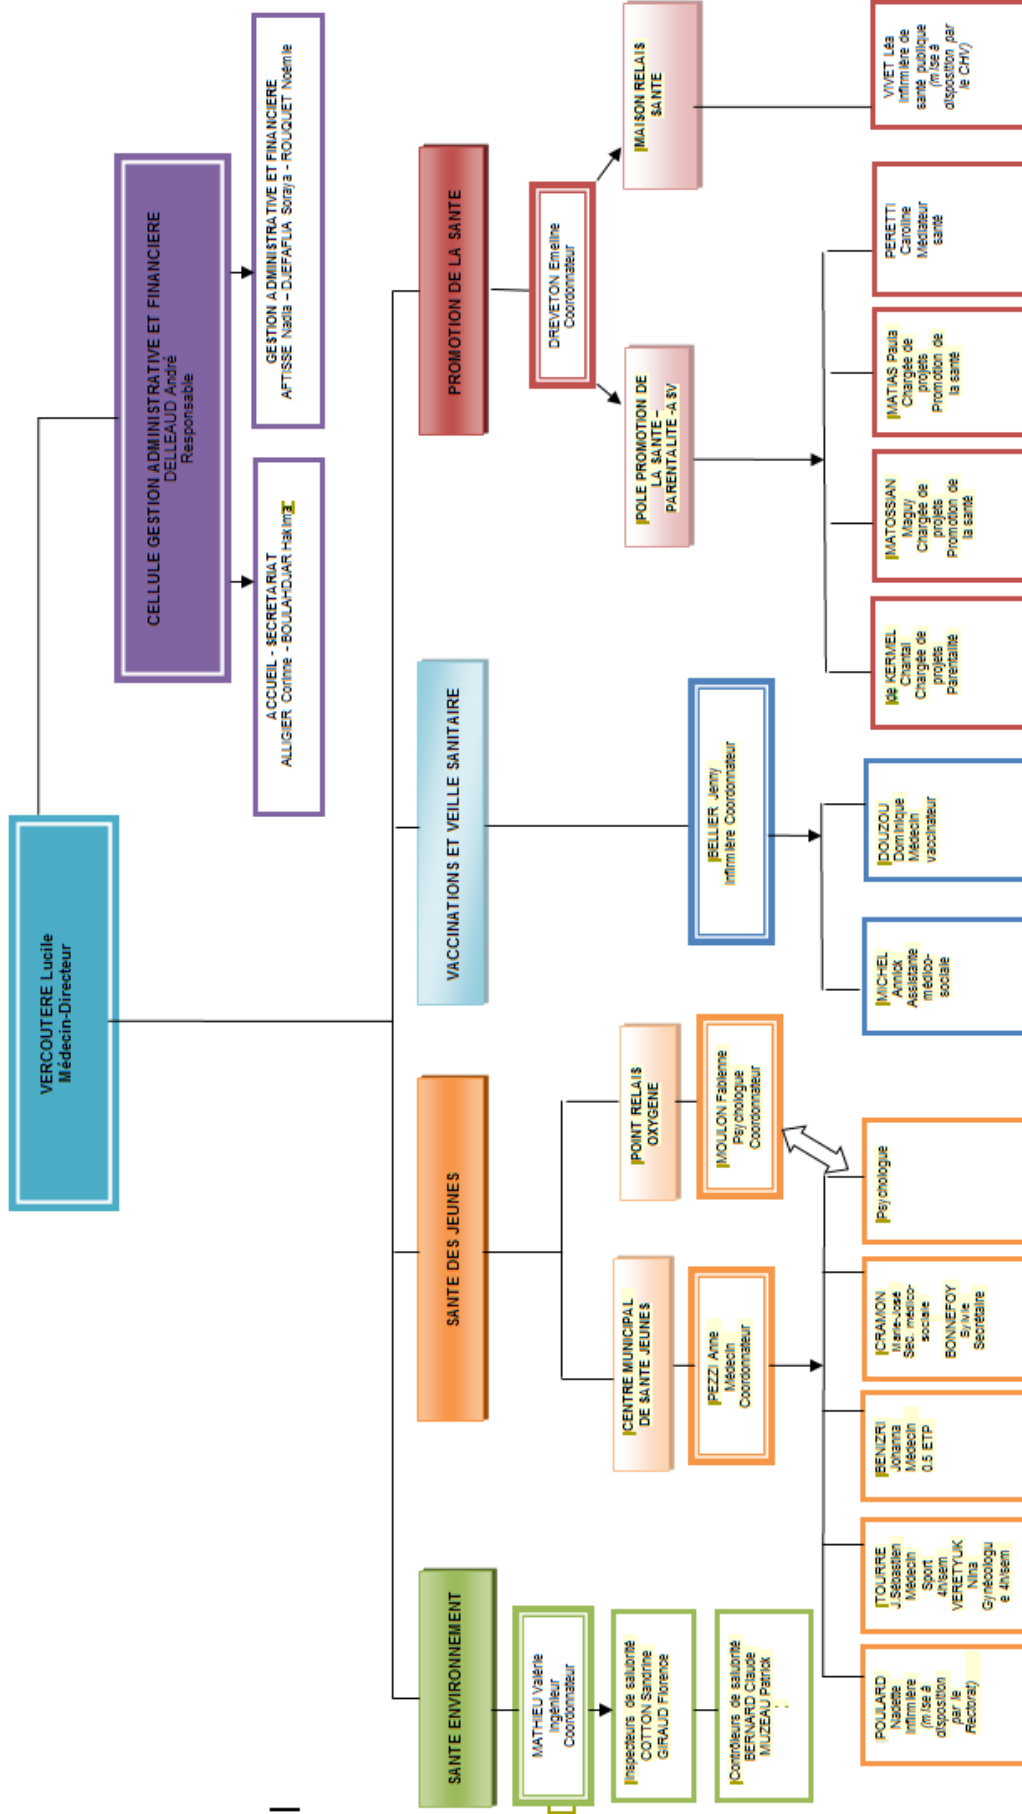 VERCOUTERE Lucile
Médecin-Directeur
CELLULE GESTION ADMINISTRATIVE ET FINANCIERE
DELLEAUD André
Responsable
ACCUEIL - SECRETARIAT
ALLIGIER Corinne - BOULAHDJAR Hakima
GESTION ADMINISTRATIVE ET FINANCIERE
AFTISSE Nadia – DJEFAFLIA Soraya - ROUQUET Noémie
SANTE ENVIRONNEMENT
SANTE DES JEUNES
VACCINATIONS ET VEILLE SANITAIRE
PROMOTION DE LA SANTE
MATHIEU Valérie
Ingénieur
Coordonnateur
Inspecteurs de salubrité
COTTON Sandrine
GIRAUD Florence
Contrôleurs de salubrité
BERNARD Claude
MUZEAU Patrick
CENTRE MUNICIPAL
DE SANTE JEUNES
PEZZI Anne
Médecin
Coordonnateur
POINT RELAIS
OXYGENE
MOULON Fabienne
Psychologue
Coordonnateur
BELLIER Jenny
Infirmière Coordonnateur
DREVETON Emeline
Coordonnateur
POLE PROMOTION DE
LA SANTE –
PARENTALITE -ASV
MAISON RELAIS
SANTE
POULARD
Nadette
Infirmière
(mise à
disposition
par le
Rectorat)
TOURRE
J.Sébastien
Médecin
Sport
4h/sem
VERETYUK
Nina
Gynécologu
e 4h/sem
BENIZRI
Johanna
Médecin
0.5 ETP
CRAMON
Marie-José
Sec. médico-
sociale
BONNEFOY
Sylvie
Secrétaire
Psychologue
MICHEL
Annick
Assistante
médico-
sociale
DOUZOU
Dominique
Médecin
vaccinateur
de KERMEL
Chantal
Chargée de
projets
Parentalité
MATOSSIAN
Maguy
Chargée de
projets
Promotion de
la santé
MATIAS Paula
Chargée de
projets
Promotion de
la santé
PERETTI
Caroline
Médiateur
santé
VIVET Léa
Infirmière de
santé publique
(mise à
disposition par
le CHV)